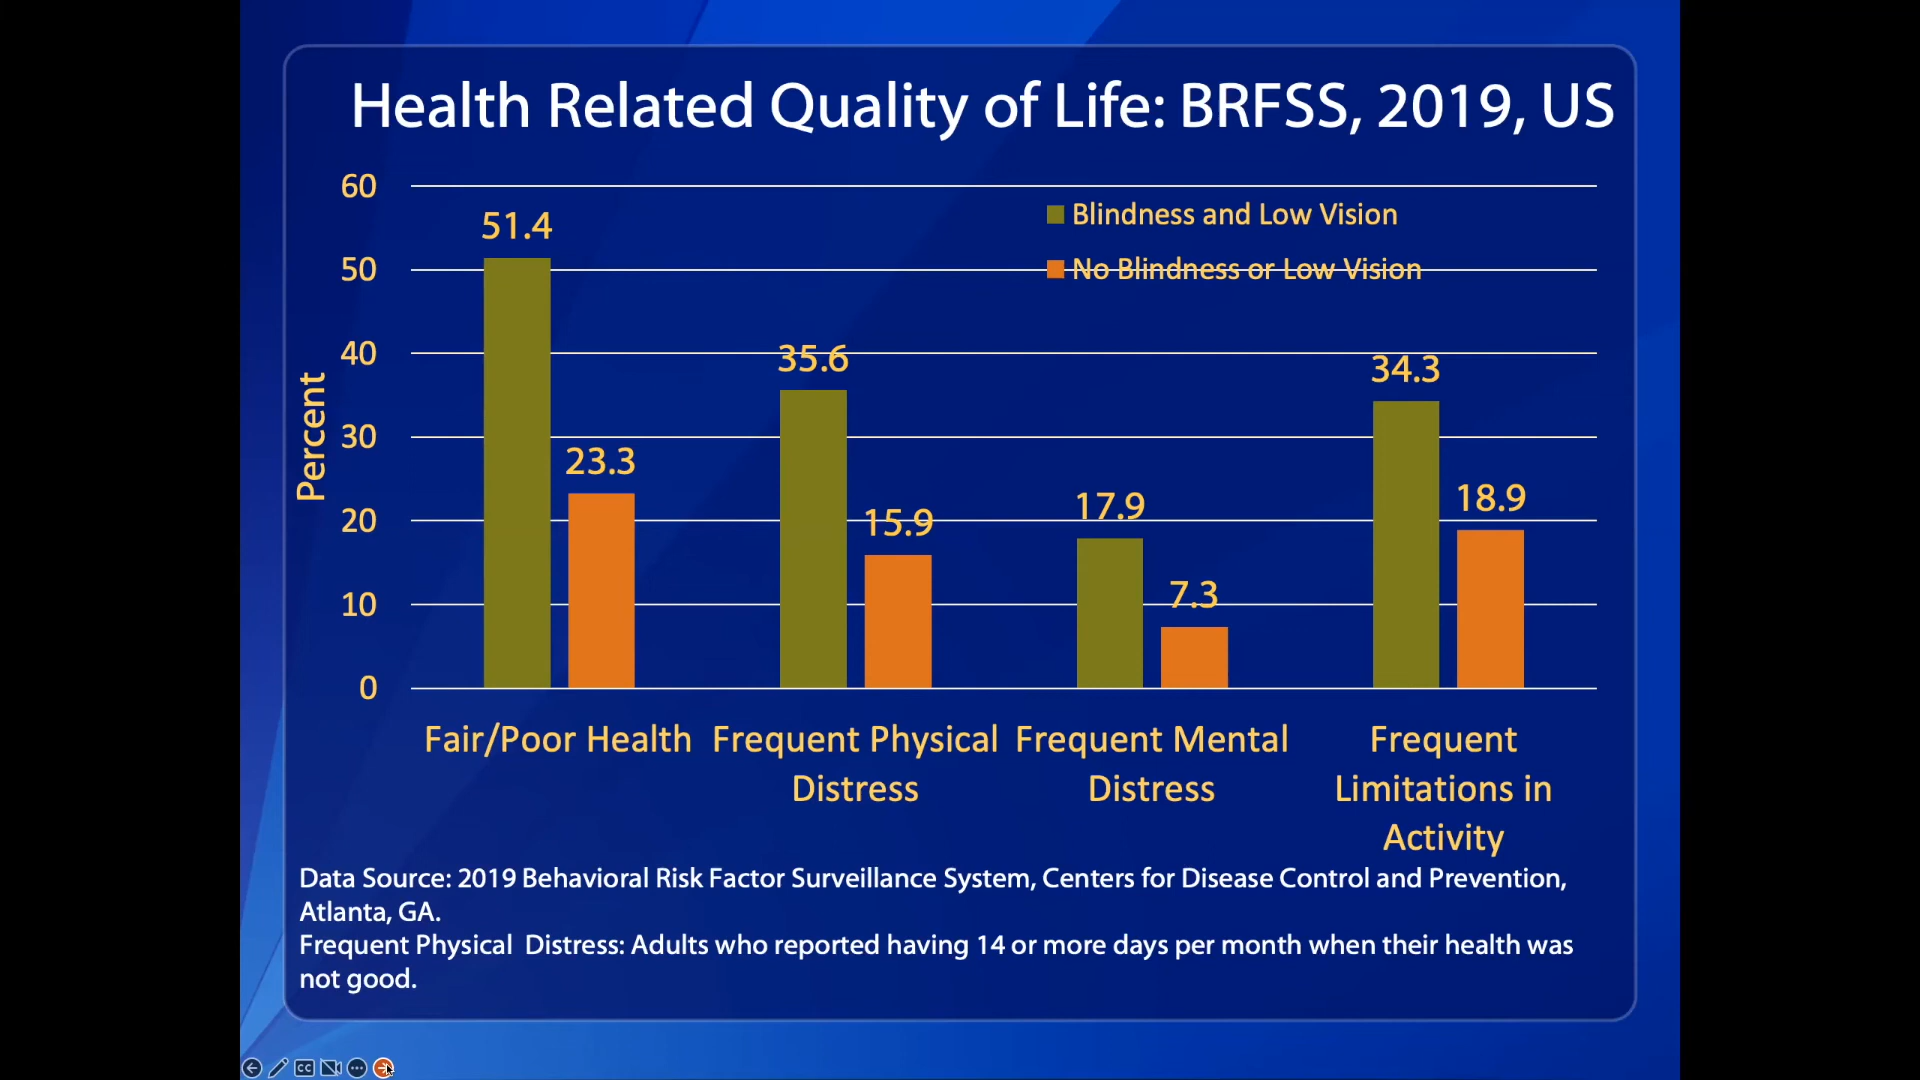 Health Related Quality of Life: BRFSS, 2019, US
60
50
40
30
20
10
0
Percent
Blindness and Low Vision
No Blindness or Low Vision
51.4
23.3
35.6
15.9
17.9
7.3
34.3
18.9
Fair/Poor Health
Frequent Physical
Distress
Frequent Mental
Distress
Frequent
Limitations in
Activity
Data Source: 2019 Behavioral Risk Factor Surveillance System, Centers for Disease Control and Prevention,
Atlanta, GA.
Frequent Physical  Distress: Adults who reported having 14 or more days per month when their health was
not good.
CC